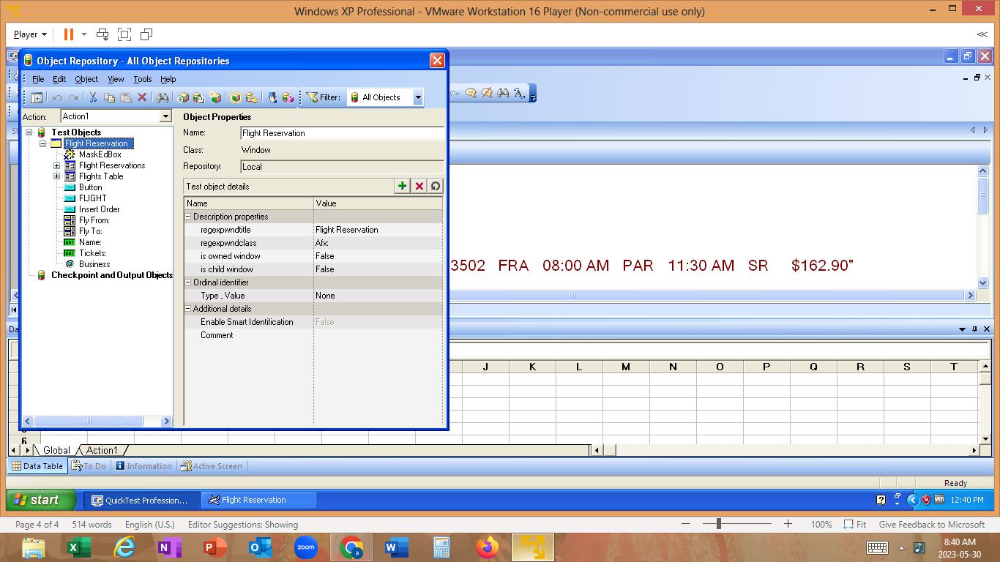 Windows XP Professional - VMware Workstation 16 Player (Non-commercial use only)
Player
Object Repository - All Object Repositories
File Edit Object View Tools Help
Filter: All Objects
Action: Action1
Test Objects
Flight Reservation
MaskEdBox
Flight Reservations
Flights Table
Button
FLIGHT
Insert Order
Fly From:
Fly To:
Name:
Tickets:
Business
Checkpoint and Output Objects
Object Properties
Name: Flight Reservation
Class: Window
Repository: Local
Test object details
Name Value
Description properties
regexpwndtitle Flight Reservation
regexpwndclass Afx:
is owned window False
is child window False
Ordinal identifier
Type , Value None
Additional details
Enable Smart Identification False
Comment
3502 FRA 08:00 AM PAR 11:30 AM SR $162.90"
Da
J K L M N O P Q R S T
6
Global Action1
Data Table To Do Information Active Screen
Ready
start QuickTest Profession... Flight Reservation 12:40 PM
Page 4 of 4 514 words English (U.S.) Editor Suggestions: Showing 100% Fit Give Feedback to Microsoft
zoom
8:40 AM
2023-05-30